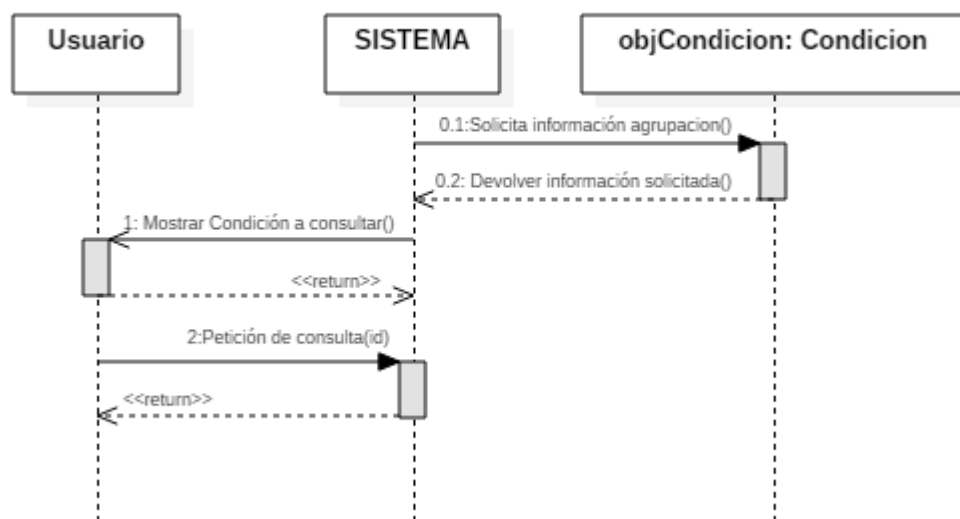 Usuario
SISTEMA
objCondicion: Condicion
0.1:Solicita información agrupacion()
0.2: Devolver información solicitada()
1: Mostrar Condición a consultar()
<<return>>
2:Petición de consulta(id)
<<return>>